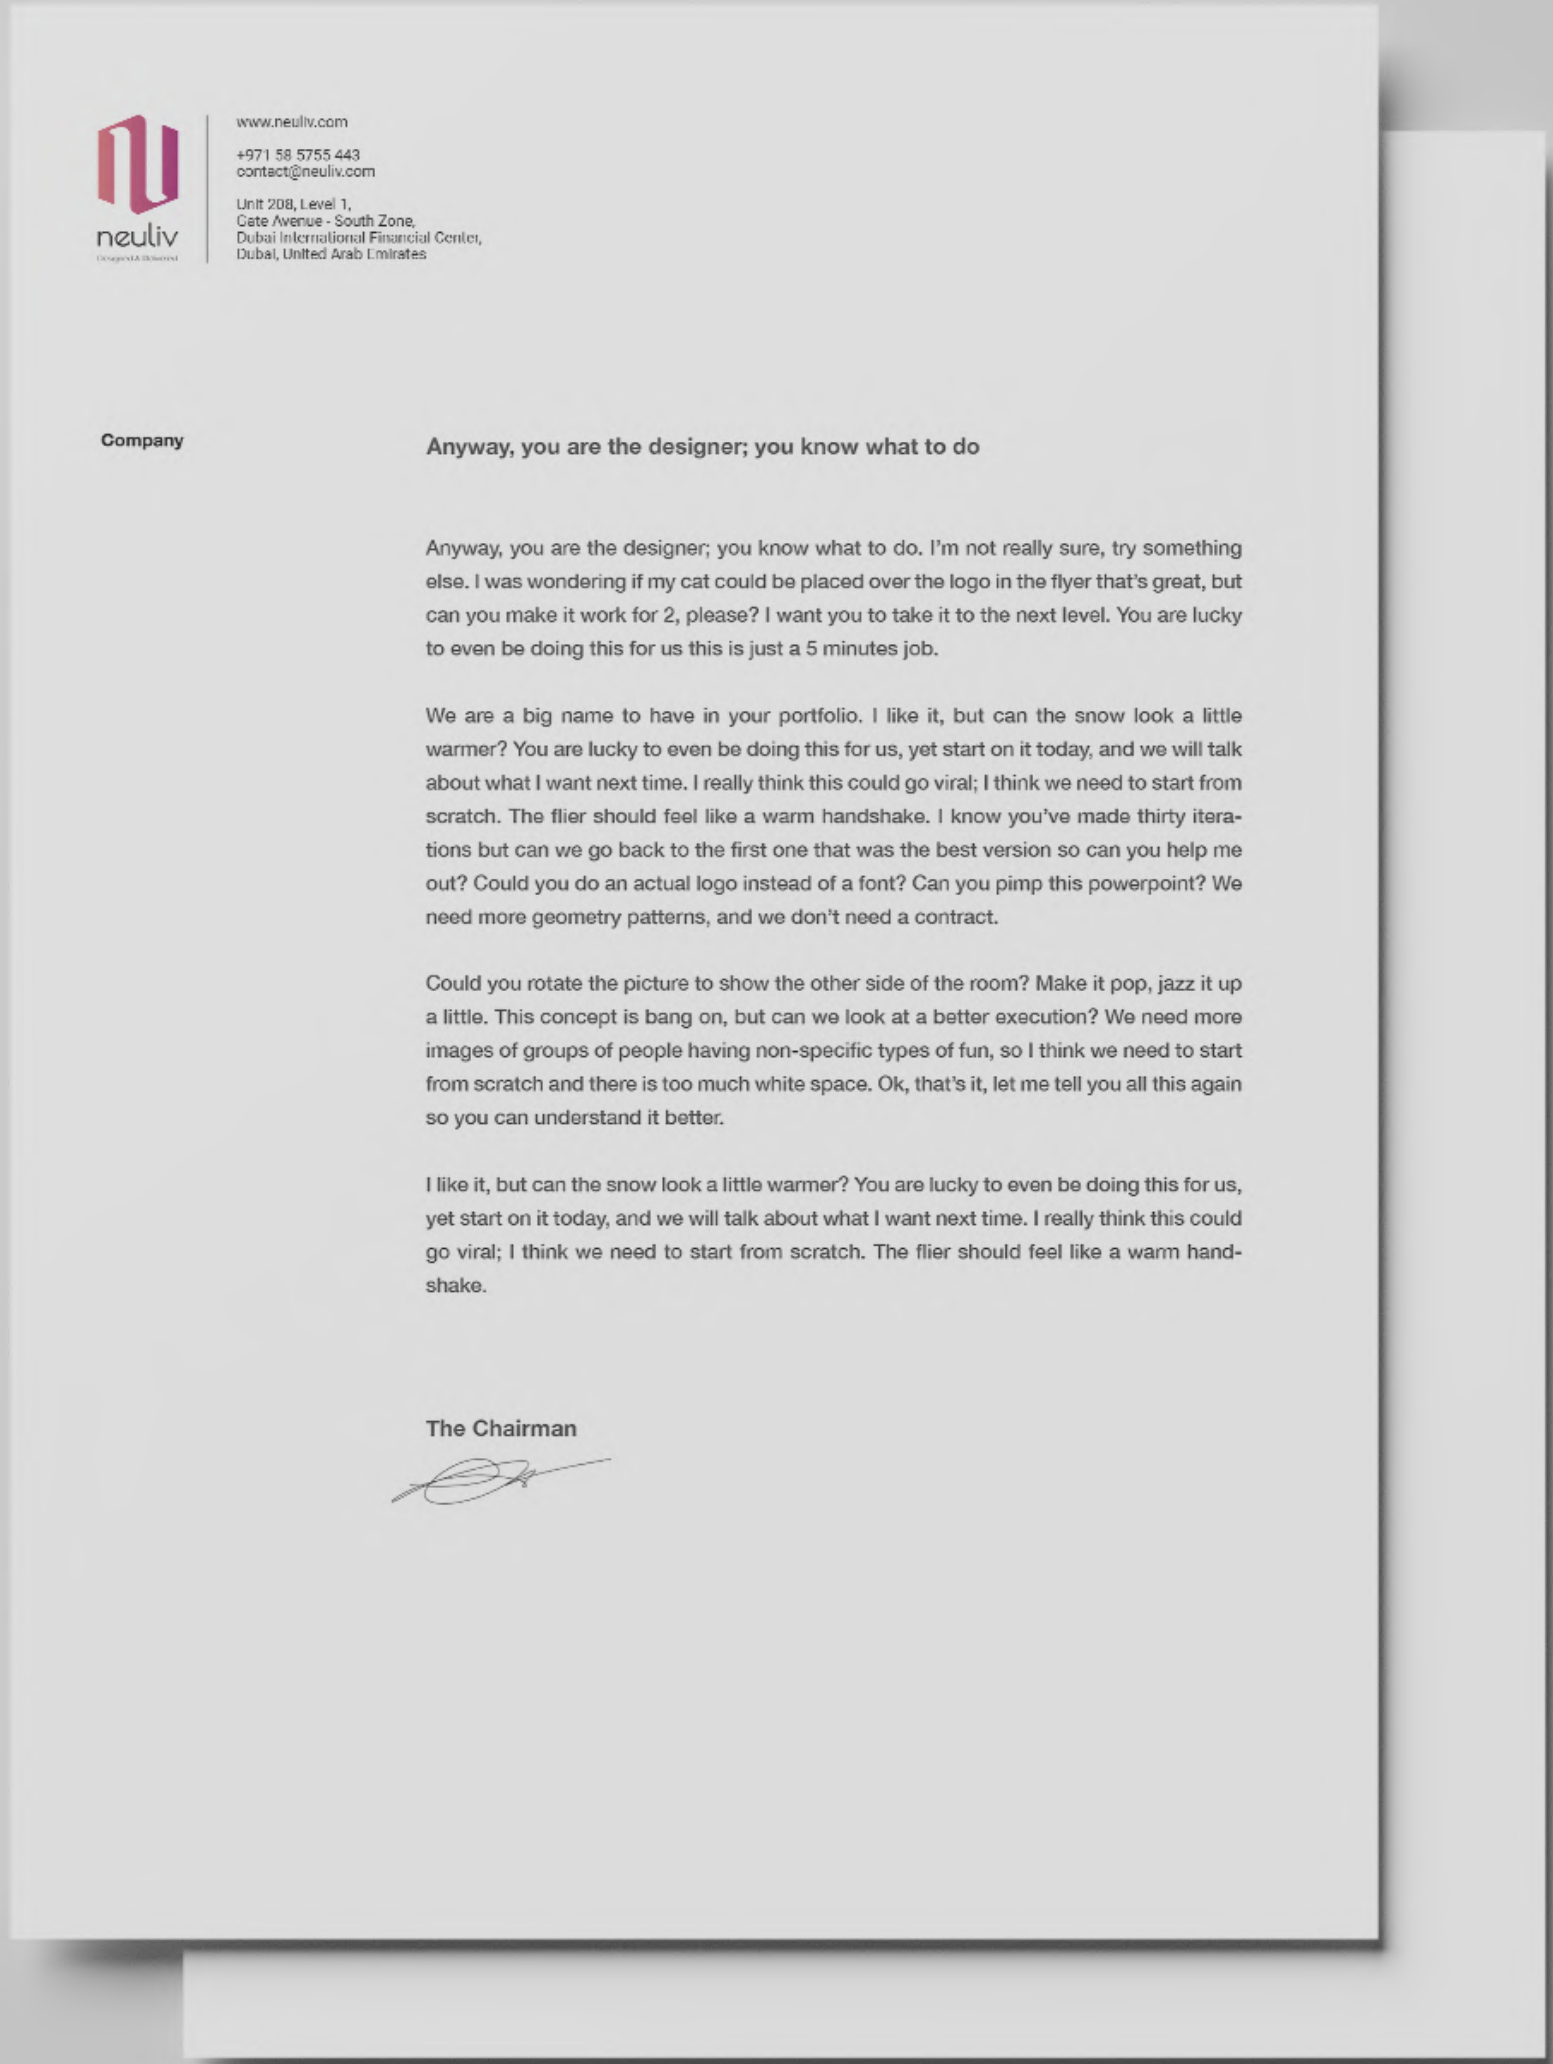 www.neuliv.com
+971 58 5755 443
contact@neuliv.com
Unit 208, Level 1,
Gate Avenue - South Zone,
Dubai International Financial Center,
Dubai, United Arab Emirates
neuliv
Designed & Delivered
Company
Anyway, you are the designer; you know what to do
Anyway, you are the designer; you know what to do. I'm not really sure, try something
else. I was wondering if my cat could be placed over the logo in the flyer that's great, but
can you make it work for 2, please? I want you to take it to the next level. You are lucky
to even be doing this for us this is just a 5 minutes job.
We are a big name to have in your portfolio. I like it, but can the snow look a little
warmer? You are lucky to even be doing this for us, yet start on it today, and we will talk
about what I want next time. I really think this could go viral; I think we need to start from
scratch. The flier should feel like a warm handshake. I know you've made thirty itera-
tions but can we go back to the first one that was the best version so can you help me
out? Could you do an actual logo instead of a font? Can you pimp this powerpoint? We
need more geometry patterns, and we don't need a contract.
Could you rotate the picture to show the other side of the room? Make it pop, jazz it up
a little. This concept is bang on, but can we look at a better execution? We need more
images of groups of people having non-specific types of fun, so I think we need to start
from scratch and there is too much white space. Ok, that's it, let me tell you all this again
so you can understand it better.
I like it, but can the snow look a little warmer? You are lucky to even be doing this for us,
yet start on it today, and we will talk about what I want next time. I really think this could
go viral; I think we need to start from scratch. The flier should feel like a warm hand-
shake.
The Chairman